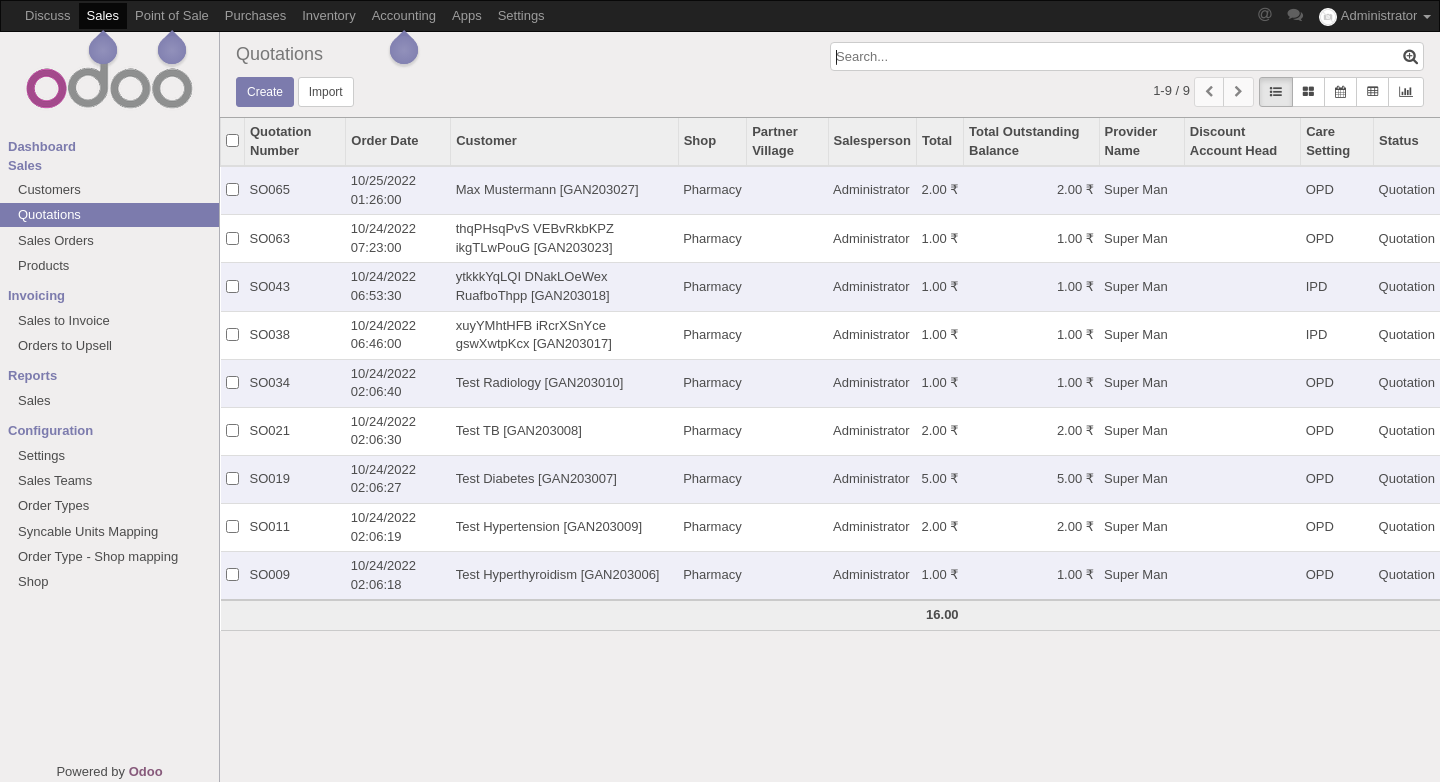 Discuss Sales Point of Sale Purchases Inventory Accounting Apps Settings @ Administrator
odoo
Dashboard
Sales
Customers
Quotations
Sales Orders
Products
Invoicing
Sales to Invoice
Orders to Upsell
Reports
Sales
Configuration
Settings
Sales Teams
Order Types
Syncable Units Mapping
Order Type - Shop mapping
Shop
Powered by Odoo
Quotations
Search...
Create Import
1-9 / 9
Quotation Number Order Date Customer Shop Partner Village Salesperson Total Total Outstanding Balance Provider Name Discount Account Head Care Setting Status
SO065 10/25/2022 01:26:00 Max Mustermann [GAN203027] Pharmacy Administrator 2.00 ₹ 2.00 ₹ Super Man OPD Quotation
SO063 10/24/2022 07:23:00 thqPHsqPvS VEBvRkbKPZ ikgTLwPouG [GAN203023] Pharmacy Administrator 1.00 ₹ 1.00 ₹ Super Man OPD Quotation
SO043 10/24/2022 06:53:30 ytkkkYqLQI DNakLOeWex RuafboThpp [GAN203018] Pharmacy Administrator 1.00 ₹ 1.00 ₹ Super Man IPD Quotation
SO038 10/24/2022 06:46:00 xuyYMhtHFB iRcrXSnYce gswXwtpKcx [GAN203017] Pharmacy Administrator 1.00 ₹ 1.00 ₹ Super Man IPD Quotation
SO034 10/24/2022 02:06:40 Test Radiology [GAN203010] Pharmacy Administrator 1.00 ₹ 1.00 ₹ Super Man OPD Quotation
SO021 10/24/2022 02:06:30 Test TB [GAN203008] Pharmacy Administrator 2.00 ₹ 2.00 ₹ Super Man OPD Quotation
SO019 10/24/2022 02:06:27 Test Diabetes [GAN203007] Pharmacy Administrator 5.00 ₹ 5.00 ₹ Super Man OPD Quotation
SO011 10/24/2022 02:06:19 Test Hypertension [GAN203009] Pharmacy Administrator 2.00 ₹ 2.00 ₹ Super Man OPD Quotation
SO009 10/24/2022 02:06:18 Test Hyperthyroidism [GAN203006] Pharmacy Administrator 1.00 ₹ 1.00 ₹ Super Man OPD Quotation
16.00